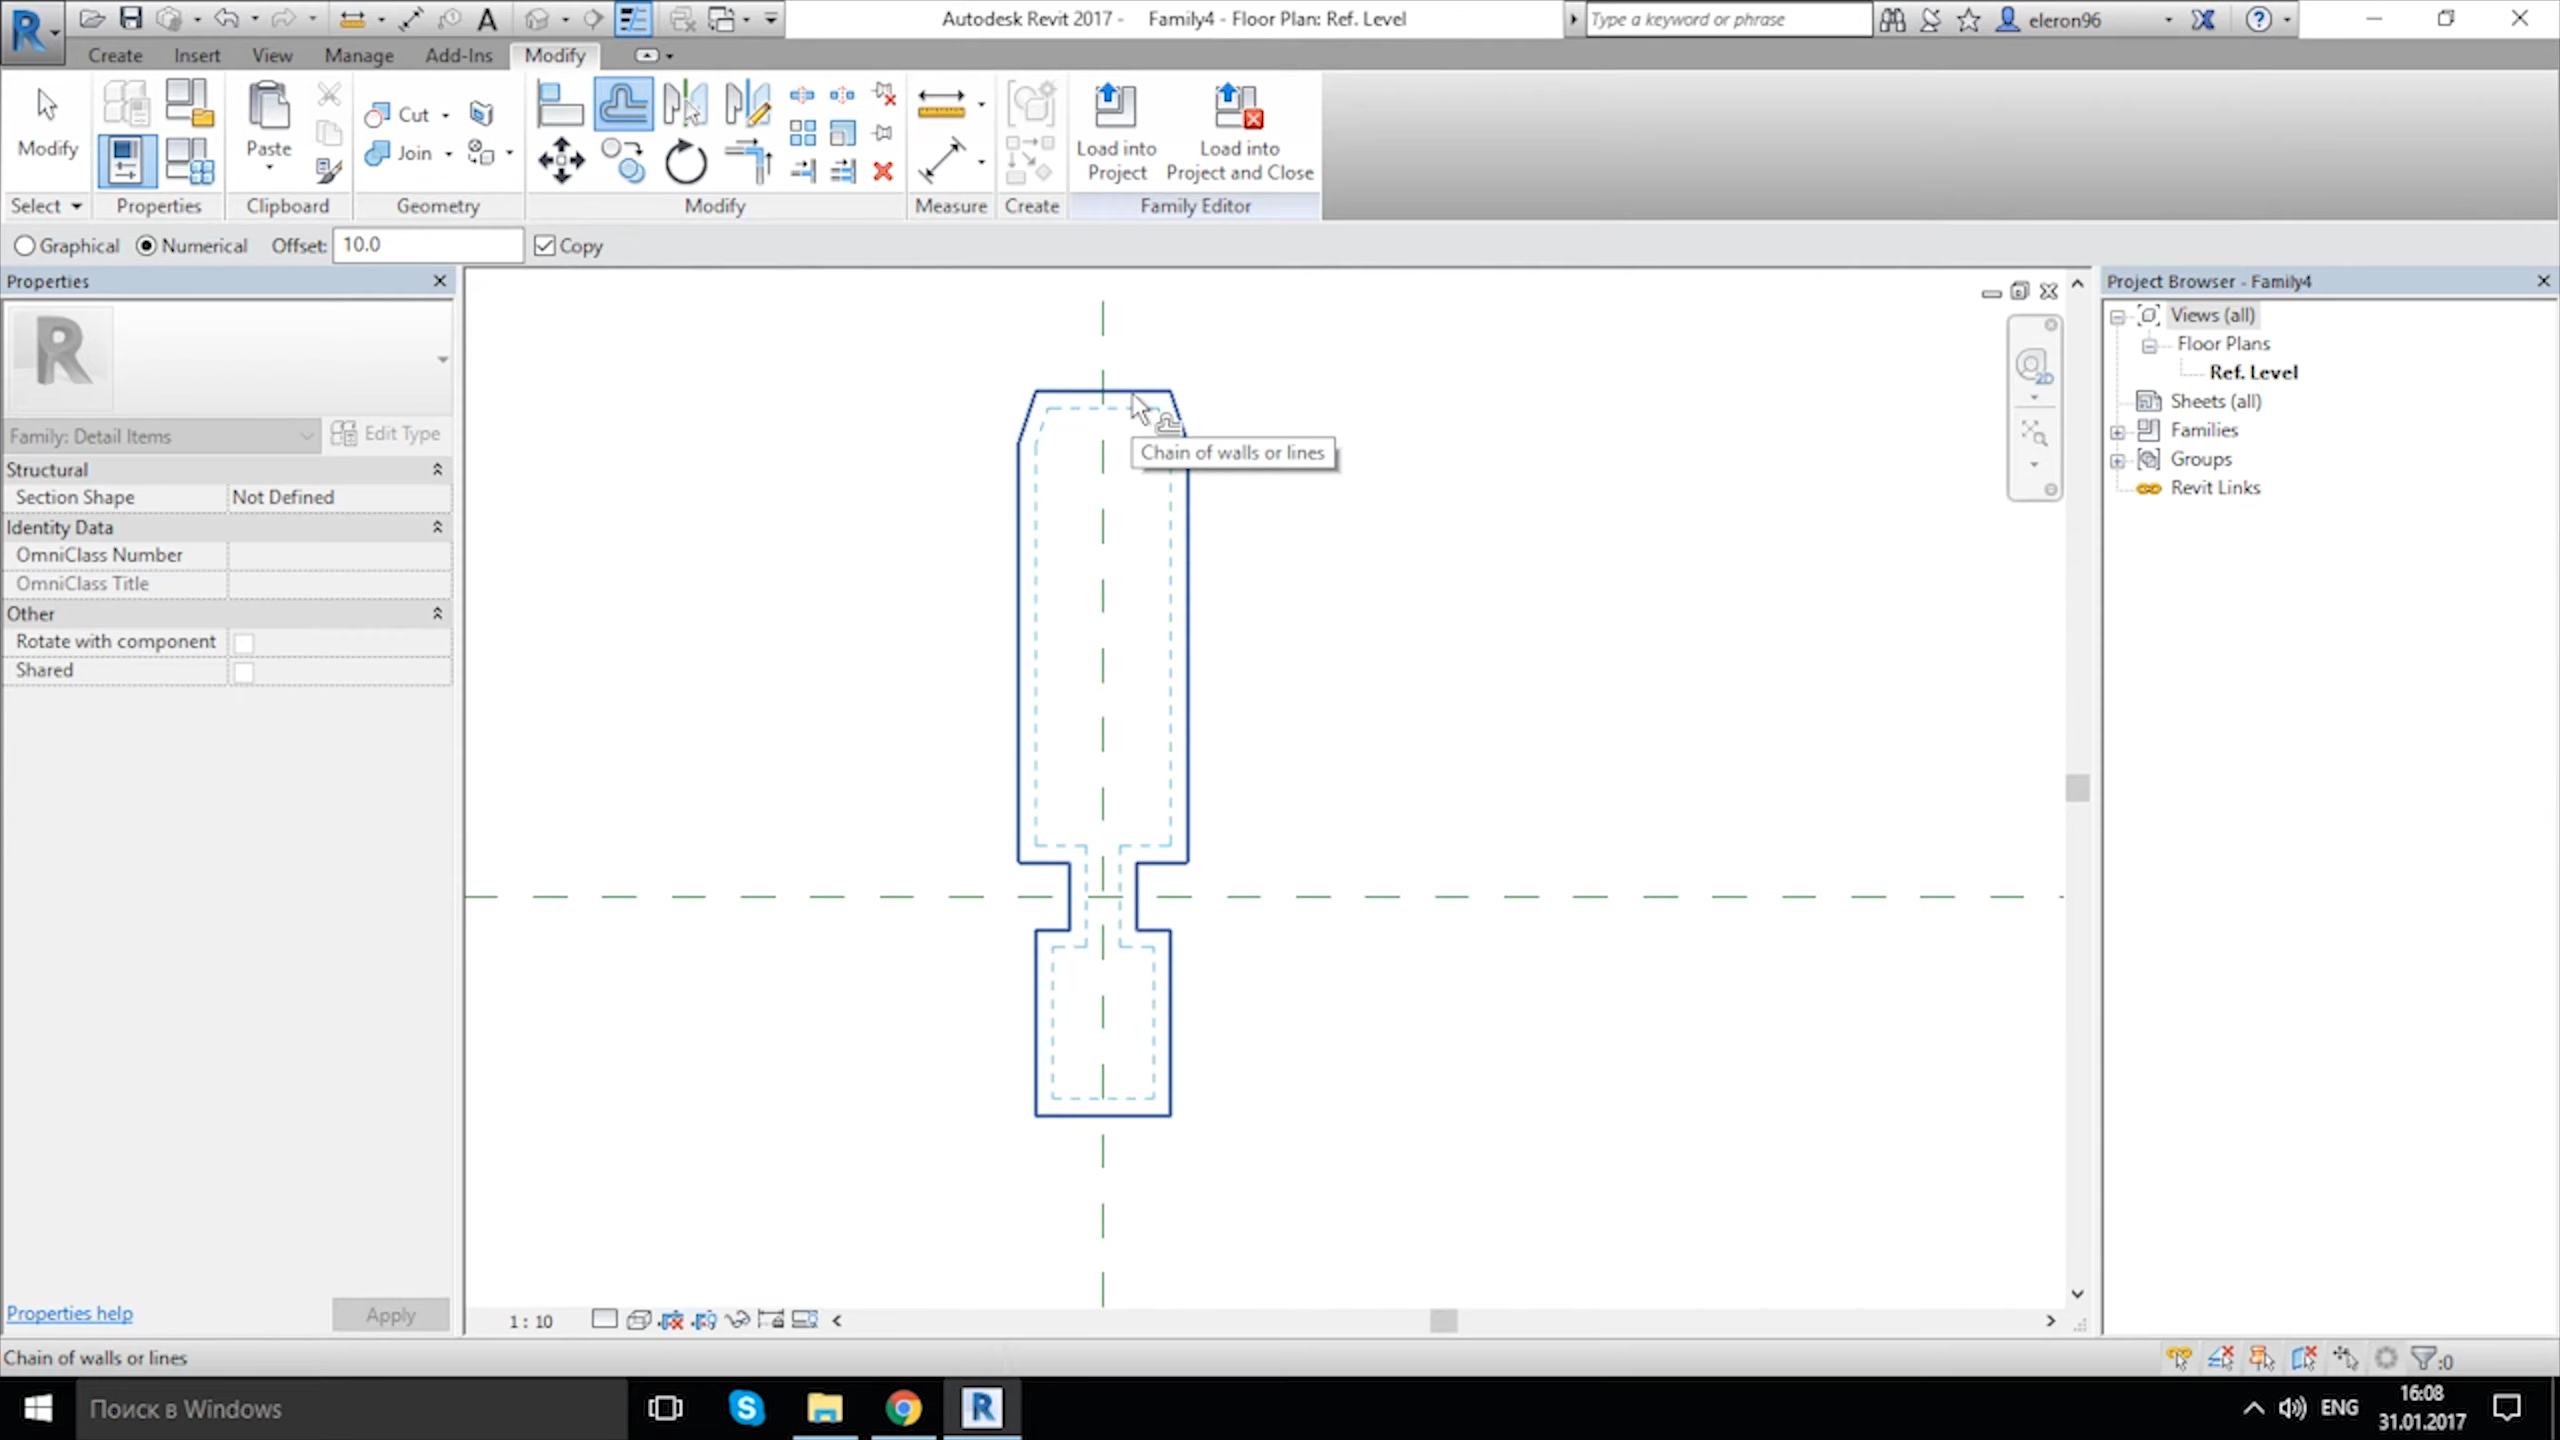 Autodesk Revit 2017 - Family4 - Floor Plan: Ref. Level
Type a keyword or phrase
eleron96
Create Insert View Manage Add-Ins Modify
Modify
Paste
Cut
Join
Load into Project
Load into Project and Close
Select Properties Clipboard Geometry Modify Measure Create Family Editor
Graphical Numerical Offset: 10.0 Copy
Properties
Family: Detail Items Edit Type
Structural
Section Shape Not Defined
Identity Data
OmniClass Number
OmniClass Title
Other
Rotate with component
Shared
Properties help Apply
2D
Chain of walls or lines
1 : 10
Project Browser - Family4
Views (all)
Floor Plans
Ref. Level
Sheets (all)
Families
Groups
Revit Links
Chain of walls or lines
:0
Поиск в Windows
ENG
16:08
31.01.2017